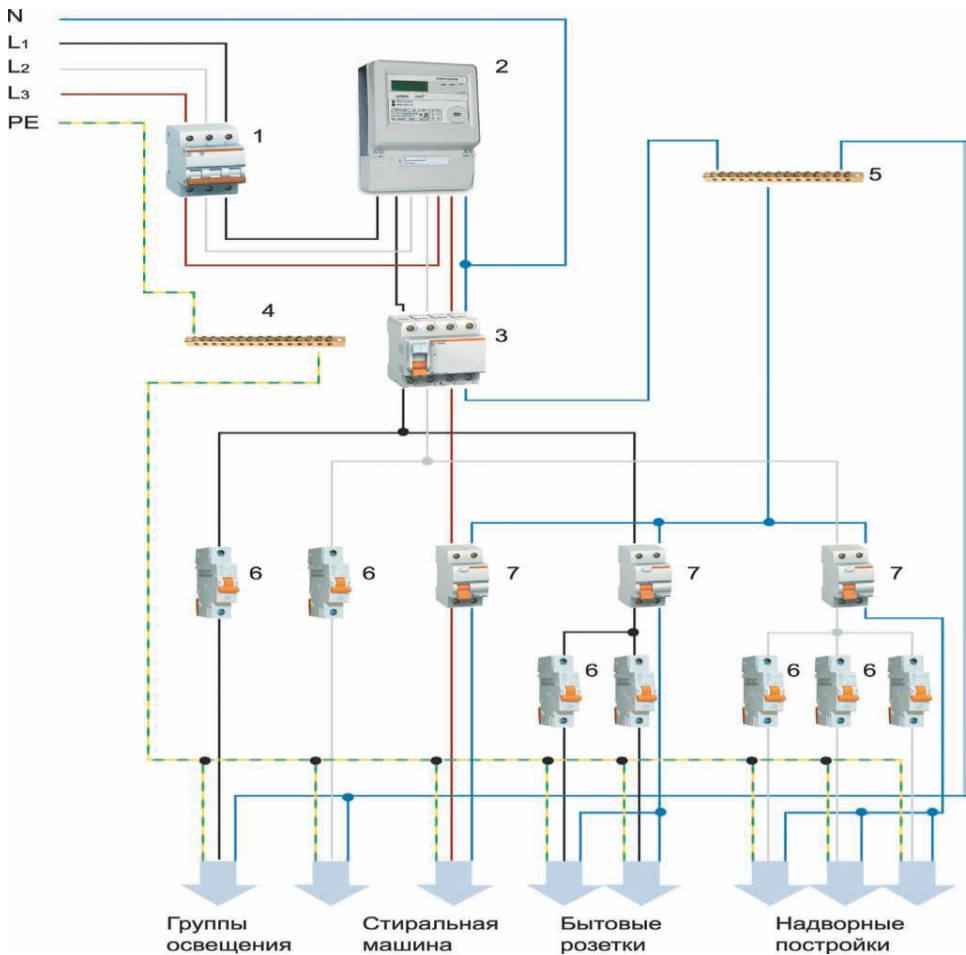 N
L1
L2
L3
PE
1
2
3
4
5
6
6
7
7
7
6
6
Группы
освещения
Стиральная
машина
Бытовые
розетки
Надворные
постройки